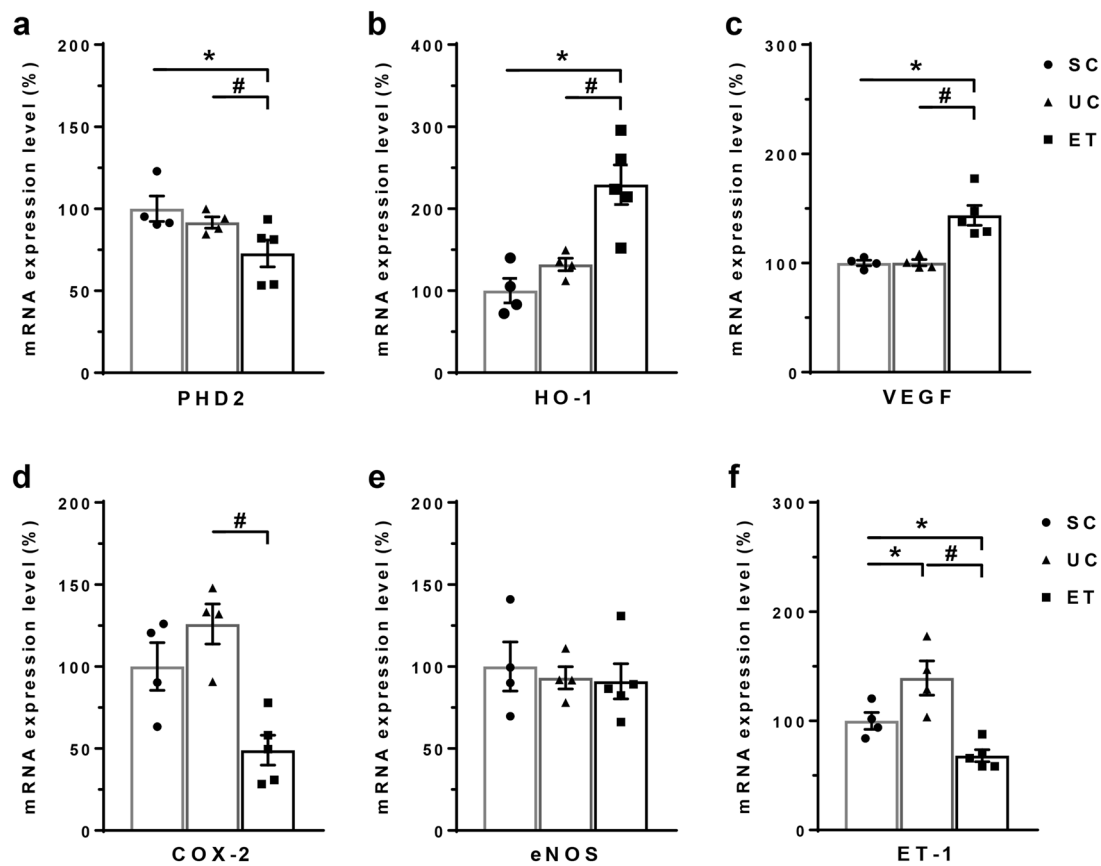 a
mRNA expression level (%)
200
150
100
50
0
*
#
PHD2
b
mRNA expression level (%)
400
300
200
100
0
*
#
HO-1
c
mRNA expression level (%)
300
200
100
0
*
#
VEGF
SC
UC
ET
d
mRNA expression level (%)
200
150
100
50
0
#
COX-2
e
mRNA expression level (%)
200
150
100
50
0
eNOS
f
mRNA expression level (%)
300
200
100
0
*
*
#
ET-1
SC
UC
ET